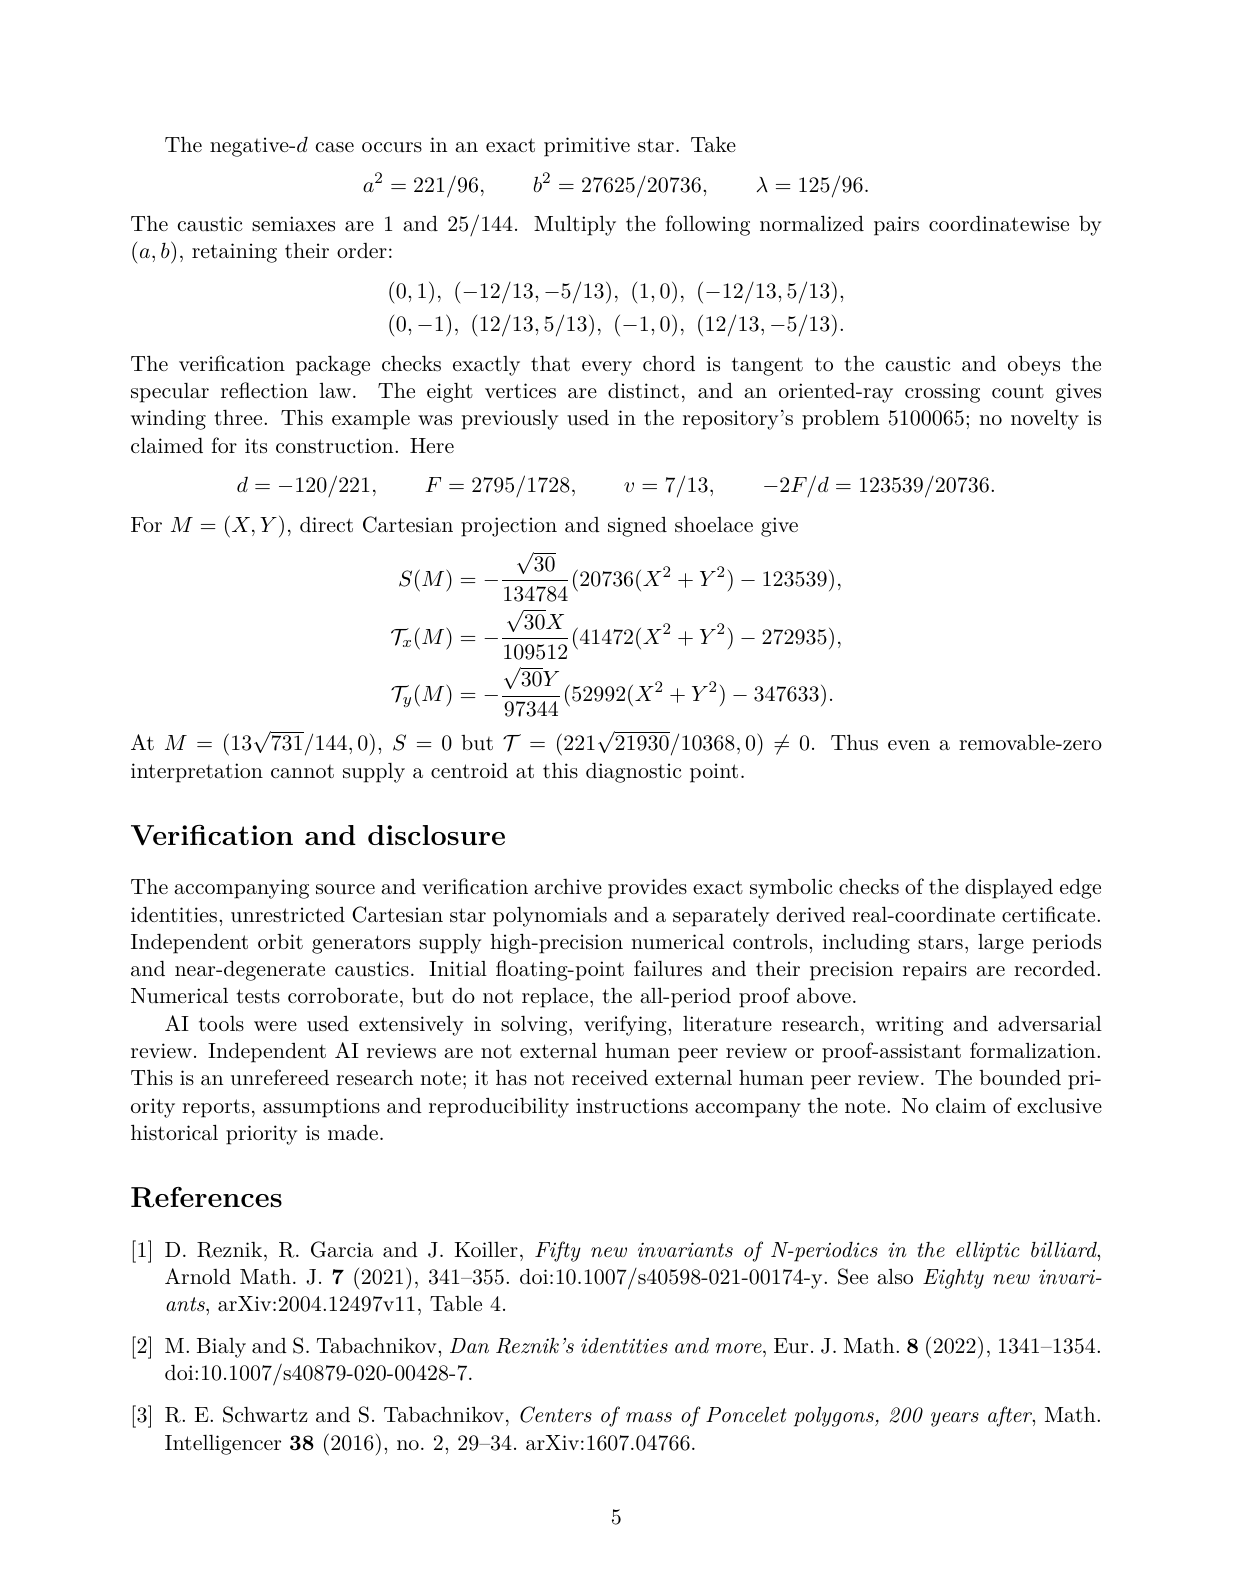 The negative-d case occurs in an exact primitive star. Take
a² = 221/96, b² = 27625/20736, λ = 125/96.
The caustic semiaxes are 1 and 25/144. Multiply the following normalized pairs coordinatewise by
(a, b), retaining their order:
(0, 1), (−12/13, −5/13), (1, 0), (−12/13, 5/13),
(0, −1), (12/13, 5/13), (−1, 0), (12/13, −5/13).
The verification package checks exactly that every chord is tangent to the caustic and obeys the
specular reflection law. The eight vertices are distinct, and an oriented-ray crossing count gives
winding three. This example was previously used in the repository's problem 5100065; no novelty is
claimed for its construction. Here
d = −120/221, F = 2795/1728, v = 7/13, −2F/d = 123539/20736.
For M = (X, Y), direct Cartesian projection and signed shoelace give
S(M) = −√30/134784 (20736(X² + Y²) − 123539),
𝒯ₓ(M) = −√30X/109512 (41472(X² + Y²) − 272935),
𝒯_y(M) = −√30Y/97344 (52992(X² + Y²) − 347633).
At M = (13√731/144, 0), S = 0 but 𝒯 = (221√21930/10368, 0) ≠ 0. Thus even a removable-zero
interpretation cannot supply a centroid at this diagnostic point.
Verification and disclosure
The accompanying source and verification archive provides exact symbolic checks of the displayed edge
identities, unrestricted Cartesian star polynomials and a separately derived real-coordinate certificate.
Independent orbit generators supply high-precision numerical controls, including stars, large periods
and near-degenerate caustics. Initial floating-point failures and their precision repairs are recorded.
Numerical tests corroborate, but do not replace, the all-period proof above.
AI tools were used extensively in solving, verifying, literature research, writing and adversarial
review. Independent AI reviews are not external human peer review or proof-assistant formalization.
This is an unrefereed research note; it has not received external human peer review. The bounded pri-
ority reports, assumptions and reproducibility instructions accompany the note. No claim of exclusive
historical priority is made.
References
[1] D. Reznik, R. Garcia and J. Koiller, Fifty new invariants of N-periodics in the elliptic billiard,
Arnold Math. J. 7 (2021), 341–355. doi:10.1007/s40598-021-00174-y. See also Eighty new invari-
ants, arXiv:2004.12497v11, Table 4.
[2] M. Bialy and S. Tabachnikov, Dan Reznik's identities and more, Eur. J. Math. 8 (2022), 1341–1354.
doi:10.1007/s40879-020-00428-7.
[3] R. E. Schwartz and S. Tabachnikov, Centers of mass of Poncelet polygons, 200 years after, Math.
Intelligencer 38 (2016), no. 2, 29–34. arXiv:1607.04766.
5